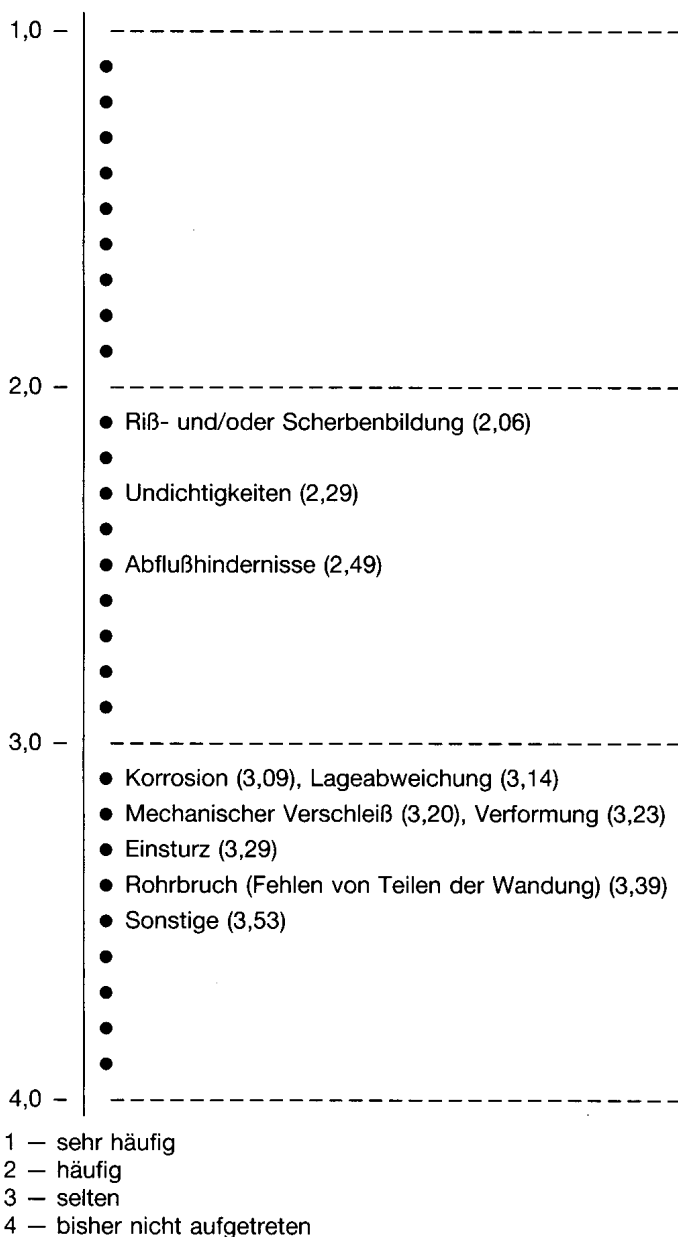 1,0 –
2,0 –
● Riß- und/oder Scherbenbildung (2,06)
● Undichtigkeiten (2,29)
● Abflußhindernisse (2,49)
3,0 –
● Korrosion (3,09), Lageabweichung (3,14)
● Mechanischer Verschleiß (3,20), Verformung (3,23)
● Einsturz (3,29)
● Rohrbruch (Fehlen von Teilen der Wandung) (3,39)
● Sonstige (3,53)
4,0 –
1 — sehr häufig
2 — häufig
3 — selten
4 — bisher nicht aufgetreten